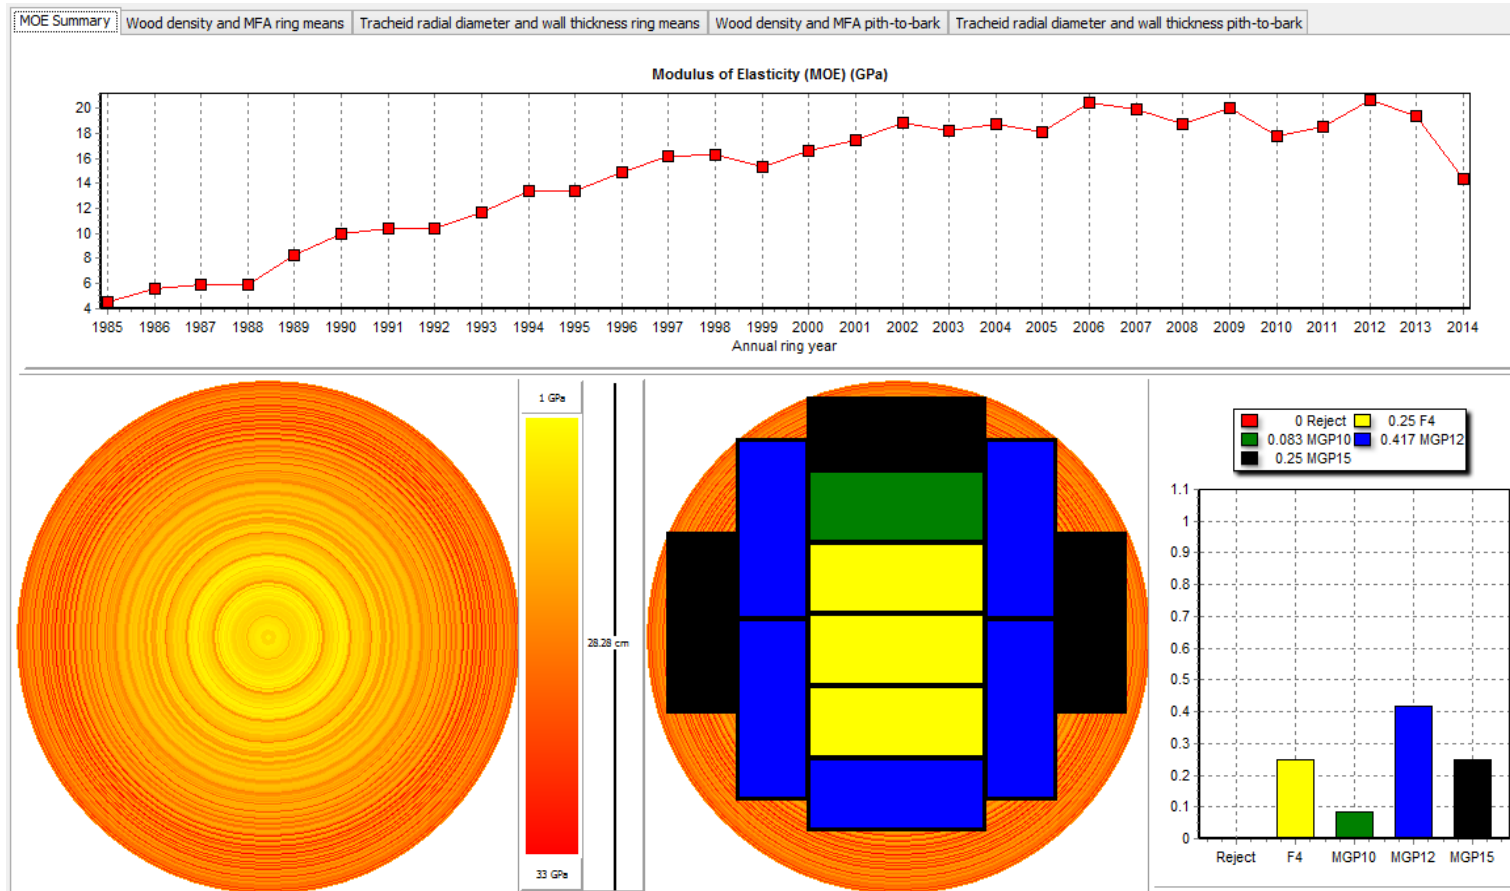 MOE Summary Wood density and MFA ring means Tracheid radial diameter and wall thickness ring means Wood density and MFA pith-to-bark Tracheid radial diameter and wall thickness pith-to-bark
Modulus of Elasticity (MOE) (GPa)
20
18
16
14
12
10
8
6
4
1985 1986 1987 1988 1989 1990 1991 1992 1993 1994 1995 1996 1997 1998 1999 2000 2001 2002 2003 2004 2005 2006 2007 2008 2009 2010 2011 2012 2013 2014
Annual ring year
1 GPa
33 GPa
28.28 cm
0 Reject 0.25 F4
0.083 MGP10 0.417 MGP12
0.25 MGP15
1.1
1
0.9
0.8
0.7
0.6
0.5
0.4
0.3
0.2
0.1
0
Reject F4 MGP10 MGP12 MGP15